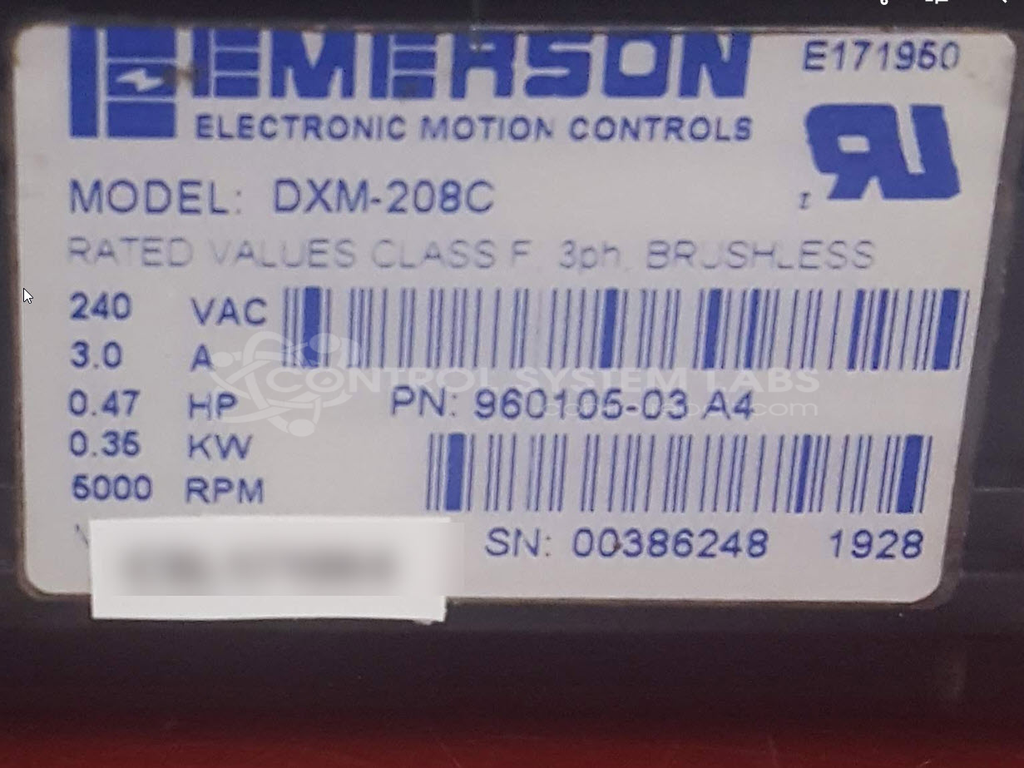 EMERSON
E171950
ELECTRONIC MOTION CONTROLS
MODEL: DXM-208C
RATED VALUES CLASS F, 3ph, BRUSHLESS
240 VAC
3.0 A
CONTROL SYSTEM LABS
0.47 HP
PN: 960105-03 A4
0.35 KW
5000 RPM
SN: 00386248 1928